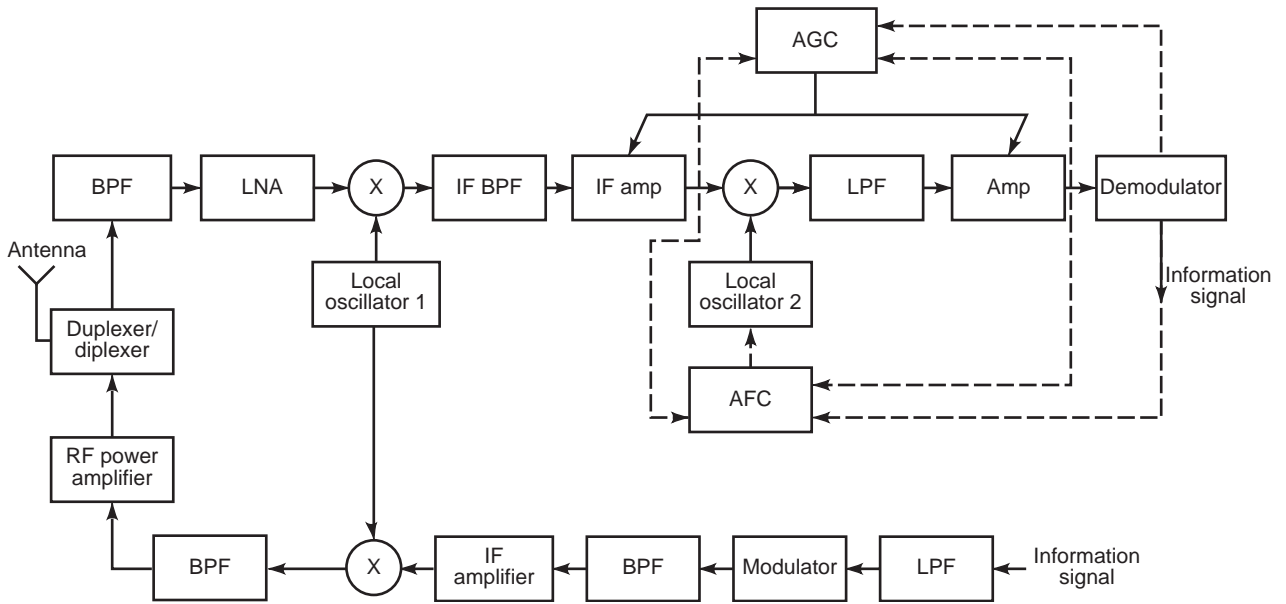 AGC
BPF
LNA
X
IF BPF
IF amp
X
LPF
Amp
Demodulator
Antenna
Local
oscillator 1
Local
oscillator 2
Information
signal
Duplexer/
diplexer
AFC
RF power
amplifier
BPF
X
IF
amplifier
BPF
Modulator
LPF
Information
signal